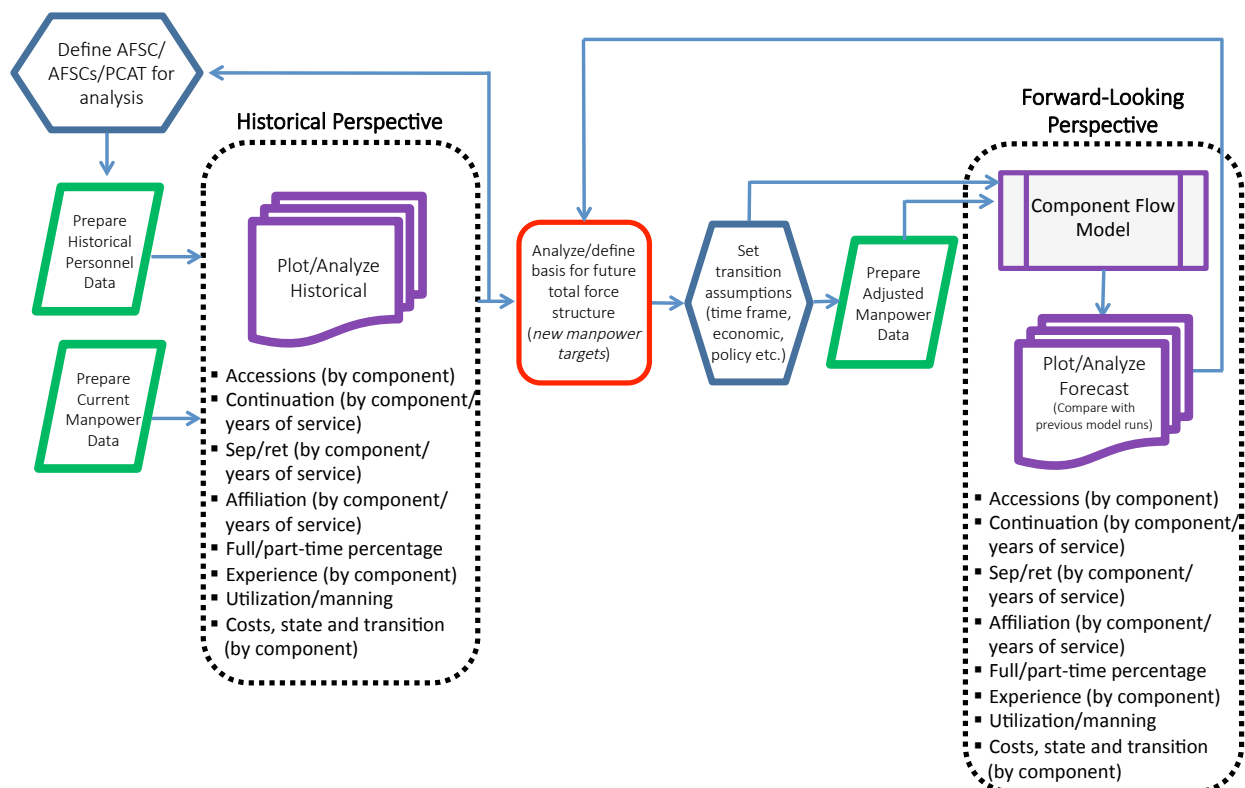 Define AFSC/
AFSCs/PCAT for
analysis
Prepare
Historical
Personnel
Data
Prepare
Current
Manpower
Data
Historical Perspective
Plot/Analyze
Historical
▪ Accessions (by component)
▪ Continuation (by component/
years of service)
▪ Sep/ret (by component/
years of service)
▪ Affiliation (by component/
years of service)
▪ Full/part-time percentage
▪ Experience (by component)
▪ Utilization/manning
▪ Costs, state and transition
(by component)
Analyze/define
basis for future
total force
structure
(new manpower
targets)
Set
transition
assumptions
(time frame,
economic,
policy etc.)
Prepare
Adjusted
Manpower
Data
Forward-Looking
Perspective
Component Flow
Model
Plot/Analyze
Forecast
(Compare with
previous model runs)
▪ Accessions (by component)
▪ Continuation (by component/
years of service)
▪ Sep/ret (by component/
years of service)
▪ Affiliation (by component/
years of service)
▪ Full/part-time percentage
▪ Experience (by component)
▪ Utilization/manning
▪ Costs, state and transition
(by component)